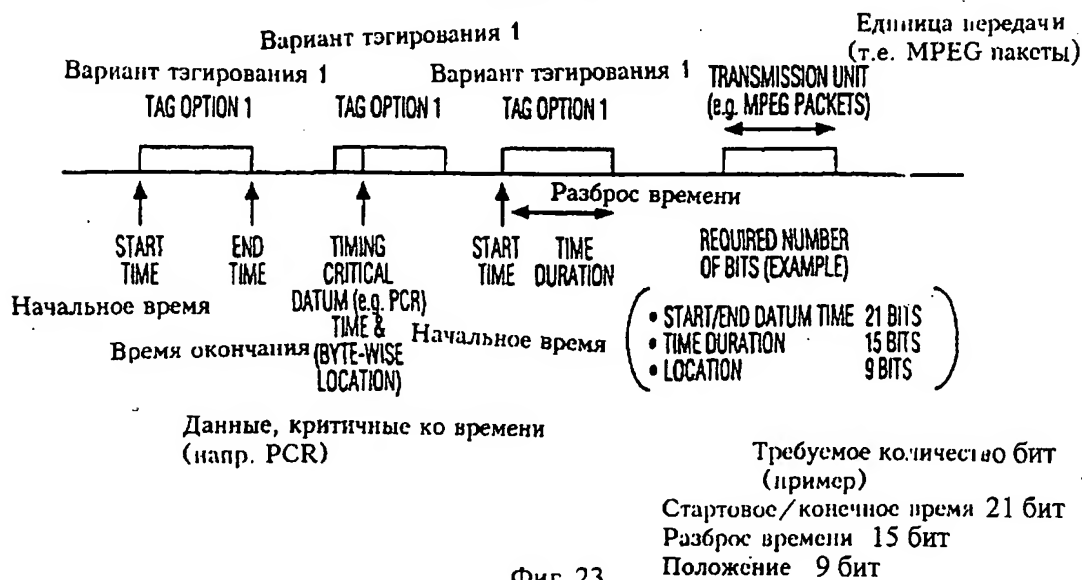 Вариант тэгирования 1
Единица передачи
(т.е. MPEG пакеты)
Вариант тэгирования 1
Вариант тэгирования 1
TAG OPTION 1
TAG OPTION 1
TAG OPTION 1
TRANSMISSION UNIT
(e.g. MPEG PACKETS)
Разброс времени
START
TIME
END
TIME
TIMING
CRITICAL
DATUM (e.g. PCR)
TIME &
(BYTE-WISE
LOCATION)
START
TIME
TIME
DURATION
REQUIRED NUMBER
OF BITS (EXAMPLE)
• START/END DATUM TIME 21 BITS
• TIME DURATION 15 BITS
• LOCATION 9 BITS
Начальное время
Время окончания
Начальное время
Данные, критичные ко времени
(напр. PCR)
Требуемое количество бит
(пример)
Стартовое/конечное время 21 бит
Разброс времени 15 бит
Положение 9 бит
Фиг. 23